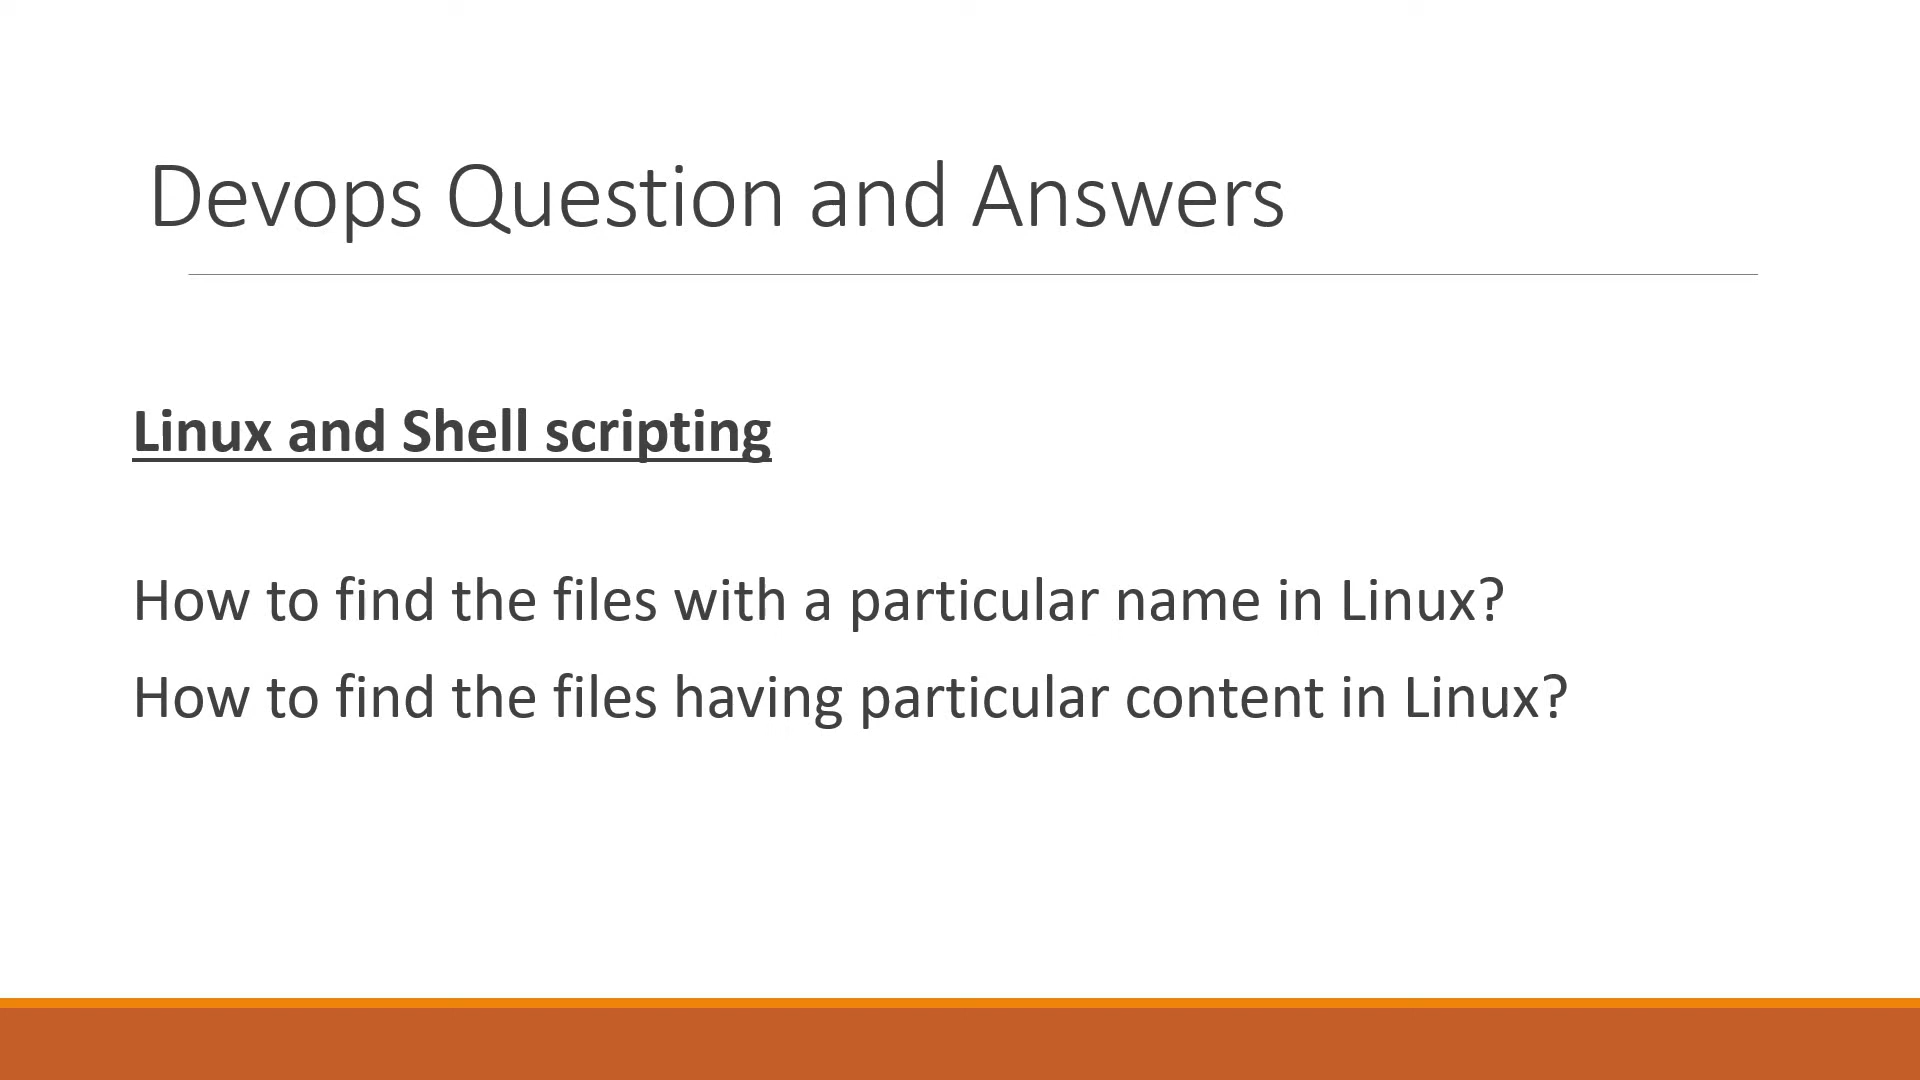 Devops Question and Answers
Linux and Shell scripting
How to find the files with a particular name in Linux?
How to find the files having particular content in Linux?